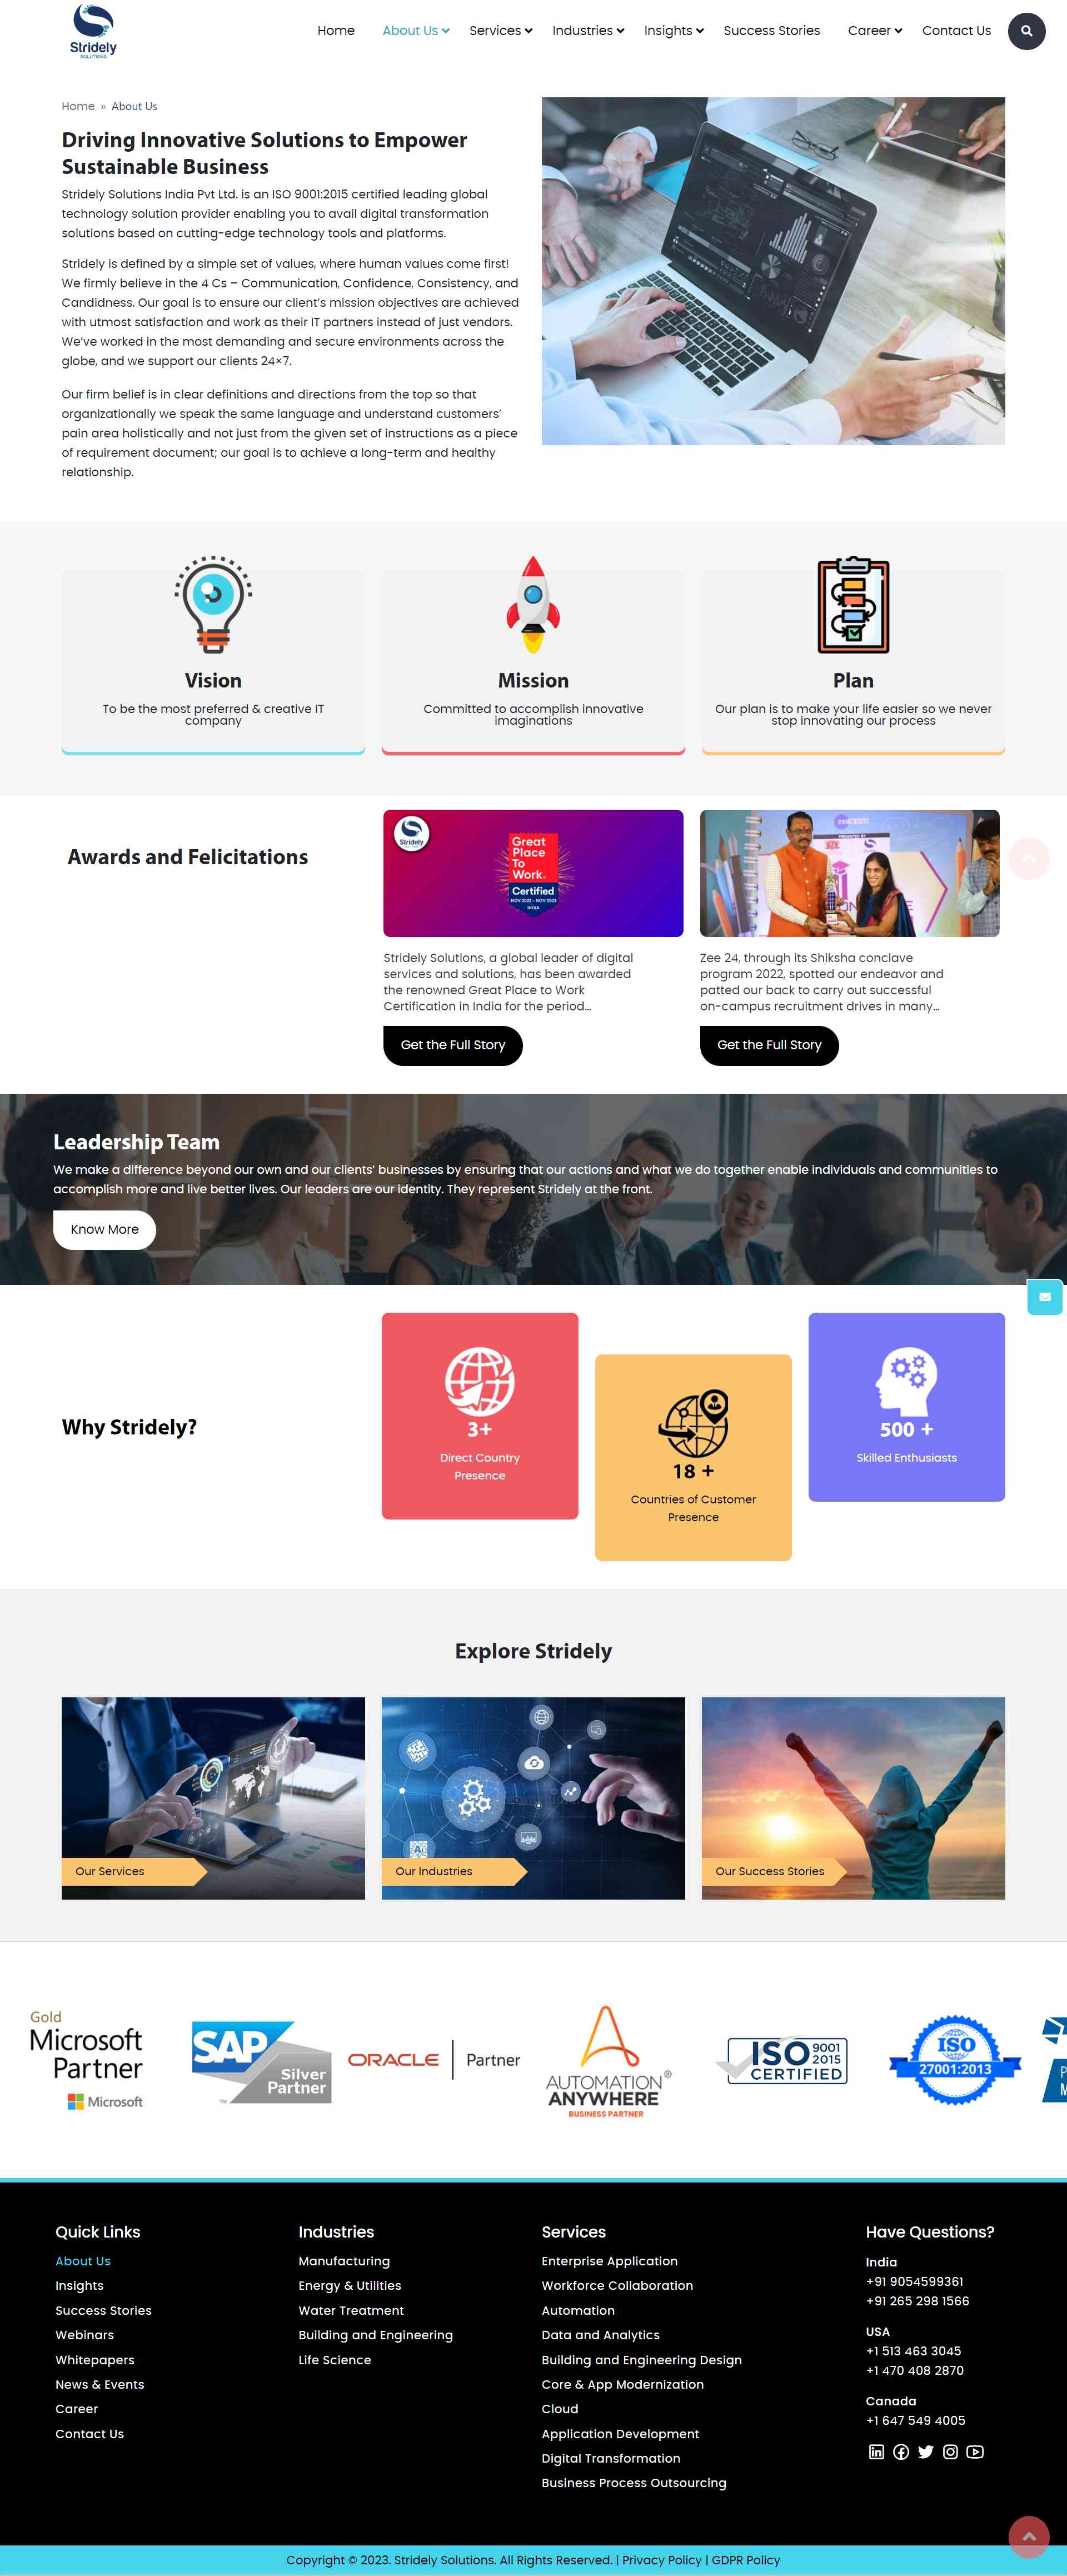 Stridely
SOLUTIONS
Home
About Us
Services
Industries
Insights
Success Stories
Career
Contact Us
Home » About Us
Driving Innovative Solutions to Empower
Sustainable Business
Stridely Solutions India Pvt Ltd. is an ISO 9001:2015 certified leading global
technology solution provider enabling you to avail digital transformation
solutions based on cutting-edge technology tools and platforms.
Stridely is defined by a simple set of values, where human values come first!
We firmly believe in the 4 Cs – Communication, Confidence, Consistency, and
Candidness. Our goal is to ensure our client's mission objectives are achieved
with utmost satisfaction and work as their IT partners instead of just vendors.
We've worked in the most demanding and secure environments across the
globe, and we support our clients 24×7.
Our firm belief is in clear definitions and directions from the top so that
organizationally we speak the same language and understand customers'
pain area holistically and not just from the given set of instructions as a piece
of requirement document; our goal is to achieve a long-term and healthy
relationship.
Vision
To be the most preferred & creative IT
company
Mission
Committed to accomplish innovative
imaginations
Plan
Our plan is to make your life easier so we never
stop innovating our process
Awards and Felicitations
Stridely
Great
Place
To
Work.
Certified
NOV 2022 - NOV 2023
INDIA
Stridely Solutions, a global leader of digital
services and solutions, has been awarded
the renowned Great Place to Work
Certification in India for the period...
Get the Full Story
PRESENTED BY
Zee 24, through its Shiksha conclave
program 2022, spotted our endeavor and
patted our back to carry out successful
on-campus recruitment drives in many...
Get the Full Story
Leadership Team
We make a difference beyond our own and our clients' businesses by ensuring that our actions and what we do together enable individuals and communities to
accomplish more and live better lives. Our leaders are our identity. They represent Stridely at the front.
Know More
Why Stridely?
3+
Direct Country
Presence
18 +
Countries of Customer
Presence
500 +
Skilled Enthusiasts
Explore Stridely
Our Services
Our Industries
Our Success Stories
Gold
Microsoft
Partner
Microsoft
SAP
Silver
Partner
TM
ORACLE | Partner
AUTOMATION
ANYWHERE
®
BUSINESS PARTNER
ISO 9001
2015
CERTIFIED
ISO
27001:2013
P
M
Quick Links
About Us
Insights
Success Stories
Webinars
Whitepapers
News & Events
Career
Contact Us
Industries
Manufacturing
Energy & Utilities
Water Treatment
Building and Engineering
Life Science
Services
Enterprise Application
Workforce Collaboration
Automation
Data and Analytics
Building and Engineering Design
Core & App Modernization
Cloud
Application Development
Digital Transformation
Business Process Outsourcing
Have Questions?
India
+91 9054599361
+91 265 298 1566
USA
+1 513 463 3045
+1 470 408 2870
Canada
+1 647 549 4005
Copyright © 2023. Stridely Solutions. All Rights Reserved. | Privacy Policy | GDPR Policy